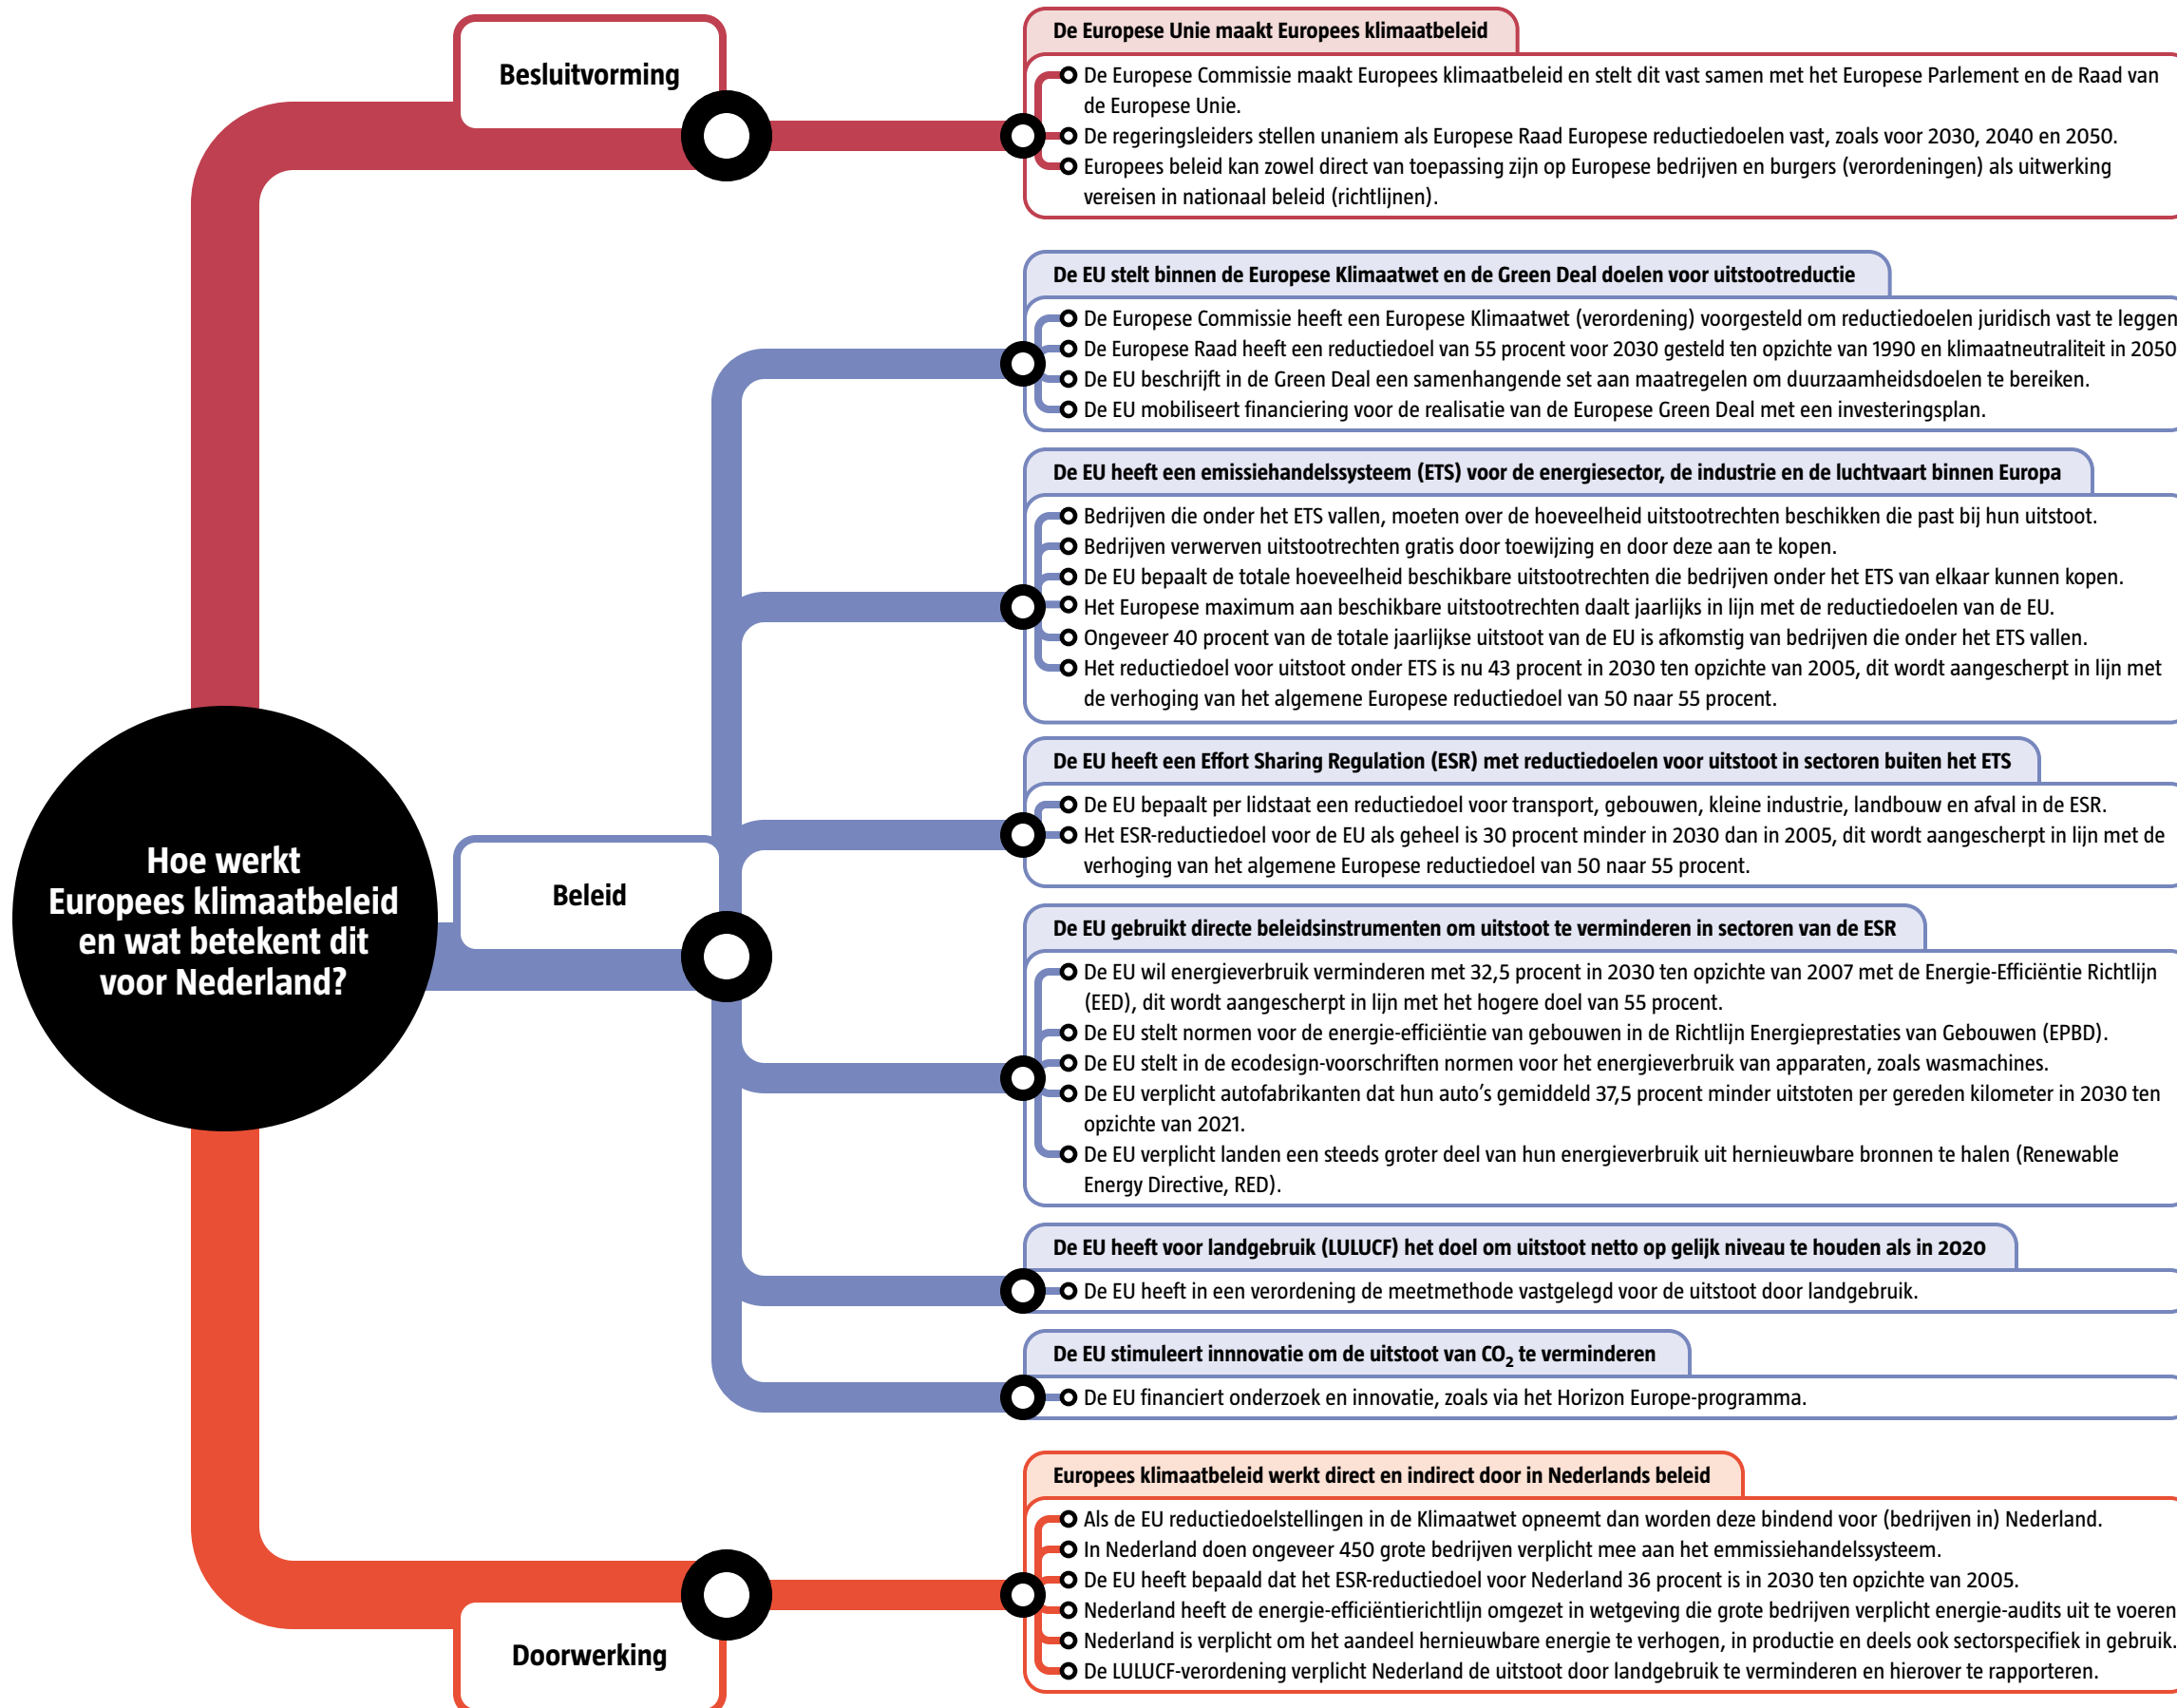 Hoe werkt
Europees klimaatbeleid
en wat betekent dit
voor Nederland?
Besluitvorming
De Europese Unie maakt Europees klimaatbeleid
De Europese Commissie maakt Europees klimaatbeleid en stelt dit vast samen met het Europese Parlement en de Raad van
de Europese Unie.
De regeringsleiders stellen unaniem als Europese Raad Europese reductiedoelen vast, zoals voor 2030, 2040 en 2050.
Europees beleid kan zowel direct van toepassing zijn op Europese bedrijven en burgers (verordeningen) als uitwerking
vereisen in nationaal beleid (richtlijnen).
Beleid
De EU stelt binnen de Europese Klimaatwet en de Green Deal doelen voor uitstootreductie
De Europese Commissie heeft een Europese Klimaatwet (verordening) voorgesteld om reductiedoelen juridisch vast te leggen
De Europese Raad heeft een reductiedoel van 55 procent voor 2030 gesteld ten opzichte van 1990 en klimaatneutraliteit in 2050
De EU beschrijft in de Green Deal een samenhangende set aan maatregelen om duurzaamheidsdoelen te bereiken.
De EU mobiliseert financiering voor de realisatie van de Europese Green Deal met een investeringsplan.
De EU heeft een emissiehandelssysteem (ETS) voor de energiesector, de industrie en de luchtvaart binnen Europa
Bedrijven die onder het ETS vallen, moeten over de hoeveelheid uitstootrechten beschikken die past bij hun uitstoot.
Bedrijven verwerven uitstootrechten gratis door toewijzing en door deze aan te kopen.
De EU bepaalt de totale hoeveelheid beschikbare uitstootrechten die bedrijven onder het ETS van elkaar kunnen kopen.
Het Europese maximum aan beschikbare uitstootrechten daalt jaarlijks in lijn met de reductiedoelen van de EU.
Ongeveer 40 procent van de totale jaarlijkse uitstoot van de EU is afkomstig van bedrijven die onder het ETS vallen.
Het reductiedoel voor uitstoot onder ETS is nu 43 procent in 2030 ten opzichte van 2005, dit wordt aangescherpt in lijn met
de verhoging van het algemene Europese reductiedoel van 50 naar 55 procent.
De EU heeft een Effort Sharing Regulation (ESR) met reductiedoelen voor uitstoot in sectoren buiten het ETS
De EU bepaalt per lidstaat een reductiedoel voor transport, gebouwen, kleine industrie, landbouw en afval in de ESR.
Het ESR-reductiedoel voor de EU als geheel is 30 procent minder in 2030 dan in 2005, dit wordt aangescherpt in lijn met de
verhoging van het algemene Europese reductiedoel van 50 naar 55 procent.
De EU gebruikt directe beleidsinstrumenten om uitstoot te verminderen in sectoren van de ESR
De EU wil energieverbruik verminderen met 32,5 procent in 2030 ten opzichte van 2007 met de Energie-Efficiëntie Richtlijn
(EED), dit wordt aangescherpt in lijn met het hogere doel van 55 procent.
De EU stelt normen voor de energie-efficiëntie van gebouwen in de Richtlijn Energieprestaties van Gebouwen (EPBD).
De EU stelt in de ecodesign-voorschriften normen voor het energieverbruik van apparaten, zoals wasmachines.
De EU verplicht autofabrikanten dat hun auto's gemiddeld 37,5 procent minder uitstoten per gereden kilometer in 2030 ten
opzichte van 2021.
De EU verplicht landen een steeds groter deel van hun energieverbruik uit hernieuwbare bronnen te halen (Renewable
Energy Directive, RED).
De EU heeft voor landgebruik (LULUCF) het doel om uitstoot netto op gelijk niveau te houden als in 2020
De EU heeft in een verordening de meetmethode vastgelegd voor de uitstoot door landgebruik.
De EU stimuleert innnovatie om de uitstoot van CO₂ te verminderen
De EU financiert onderzoek en innovatie, zoals via het Horizon Europe-programma.
Doorwerking
Europees klimaatbeleid werkt direct en indirect door in Nederlands beleid
Als de EU reductiedoelstellingen in de Klimaatwet opneemt dan worden deze bindend voor (bedrijven in) Nederland.
In Nederland doen ongeveer 450 grote bedrijven verplicht mee aan het emmissiehandelssysteem.
De EU heeft bepaald dat het ESR-reductiedoel voor Nederland 36 procent is in 2030 ten opzichte van 2005.
Nederland heeft de energie-efficiëntierichtlijn omgezet in wetgeving die grote bedrijven verplicht energie-audits uit te voeren
Nederland is verplicht om het aandeel hernieuwbare energie te verhogen, in productie en deels ook sectorspecifiek in gebruik.
De LULUCF-verordening verplicht Nederland de uitstoot door landgebruik te verminderen en hierover te rapporteren.